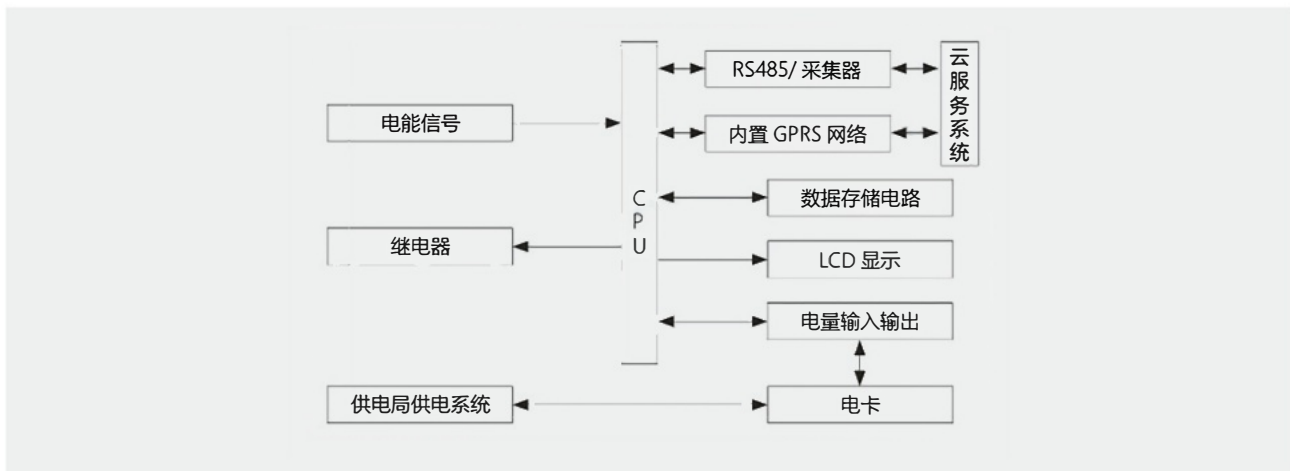 RS485/ 采集器
云服务系统
电能信号
内置 GPRS 网络
CPU
数据存储电路
继电器
LCD 显示
电量输入输出
供电局供电系统
电卡